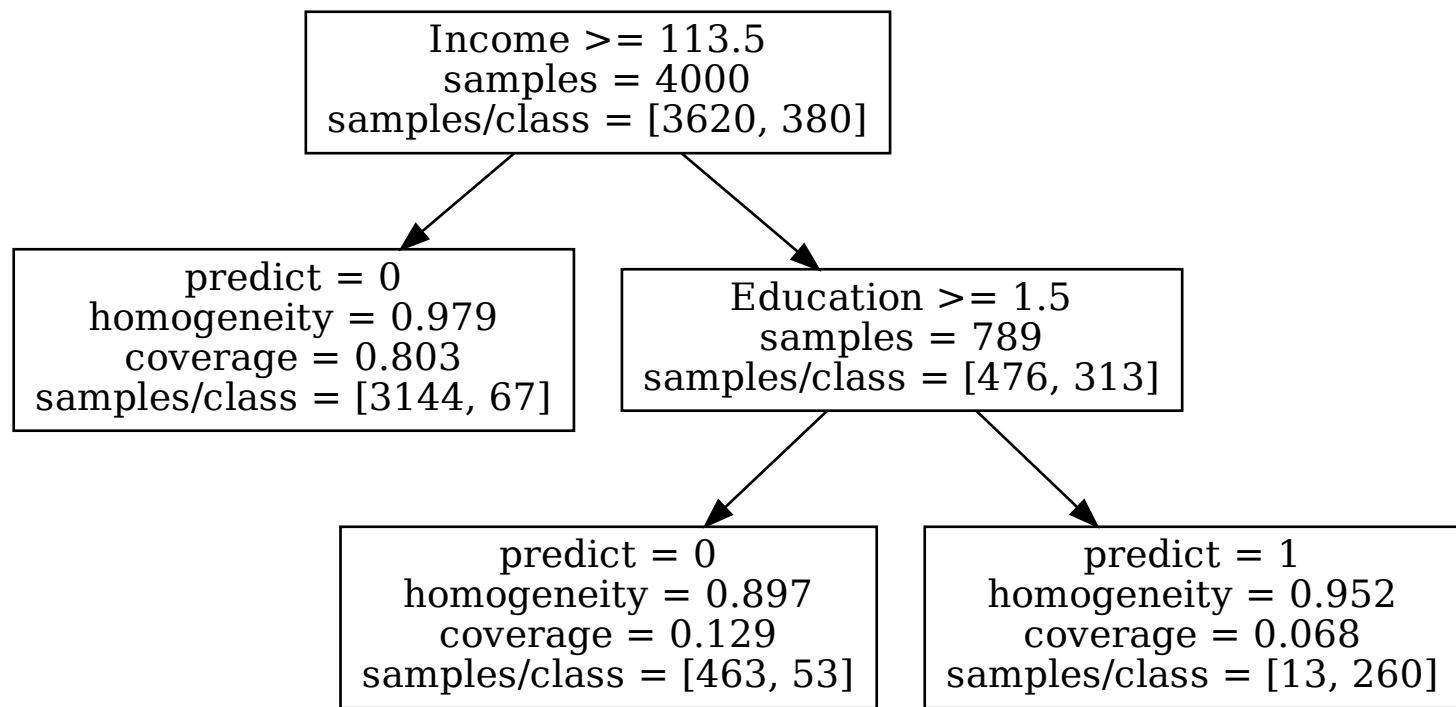 Income >= 113.5
samples = 4000
samples/class = [3620, 380]
predict = 0
homogeneity = 0.979
coverage = 0.803
samples/class = [3144, 67]
Education >= 1.5
samples = 789
samples/class = [476, 313]
predict = 0
homogeneity = 0.897
coverage = 0.129
samples/class = [463, 53]
predict = 1
homogeneity = 0.952
coverage = 0.068
samples/class = [13, 260]